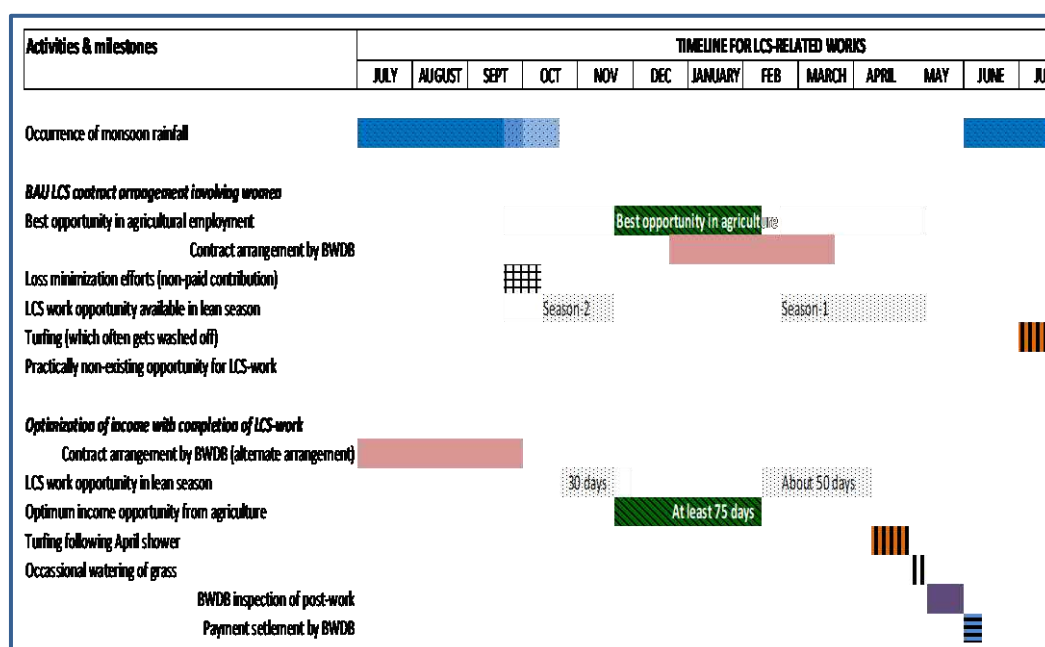 Activities & milestones
TIMELINE FOR LCS-RELATED WORKS
JULY AUGUST SEPT OCT NOV DEC JANUARY FEB MARCH APRIL MAY JUNE JU
Occurrence of monsoon rainfall
BAU LCS contract arrangement involving women
Best opportunity in agricultural employment Best opportunity in agriculture
Contract arrangement by BWDB
Loss minimization efforts (non-paid contribution)
LCS work opportunity available in lean season Season-2 Season-1
Turfing (which often gets washed off)
Practically non-existing opportunity for LCS-work
Optimization of income with completion of LCS-work
Contract arrangement by BWDB (alternate arrangement)
LCS work opportunity in lean season 30 days About 50 days
Optimum income opportunity from agriculture At least 75 days
Turfing following April shower
Occassional watering of grass
BWDB inspection of post-work
Payment setlement by BWDB